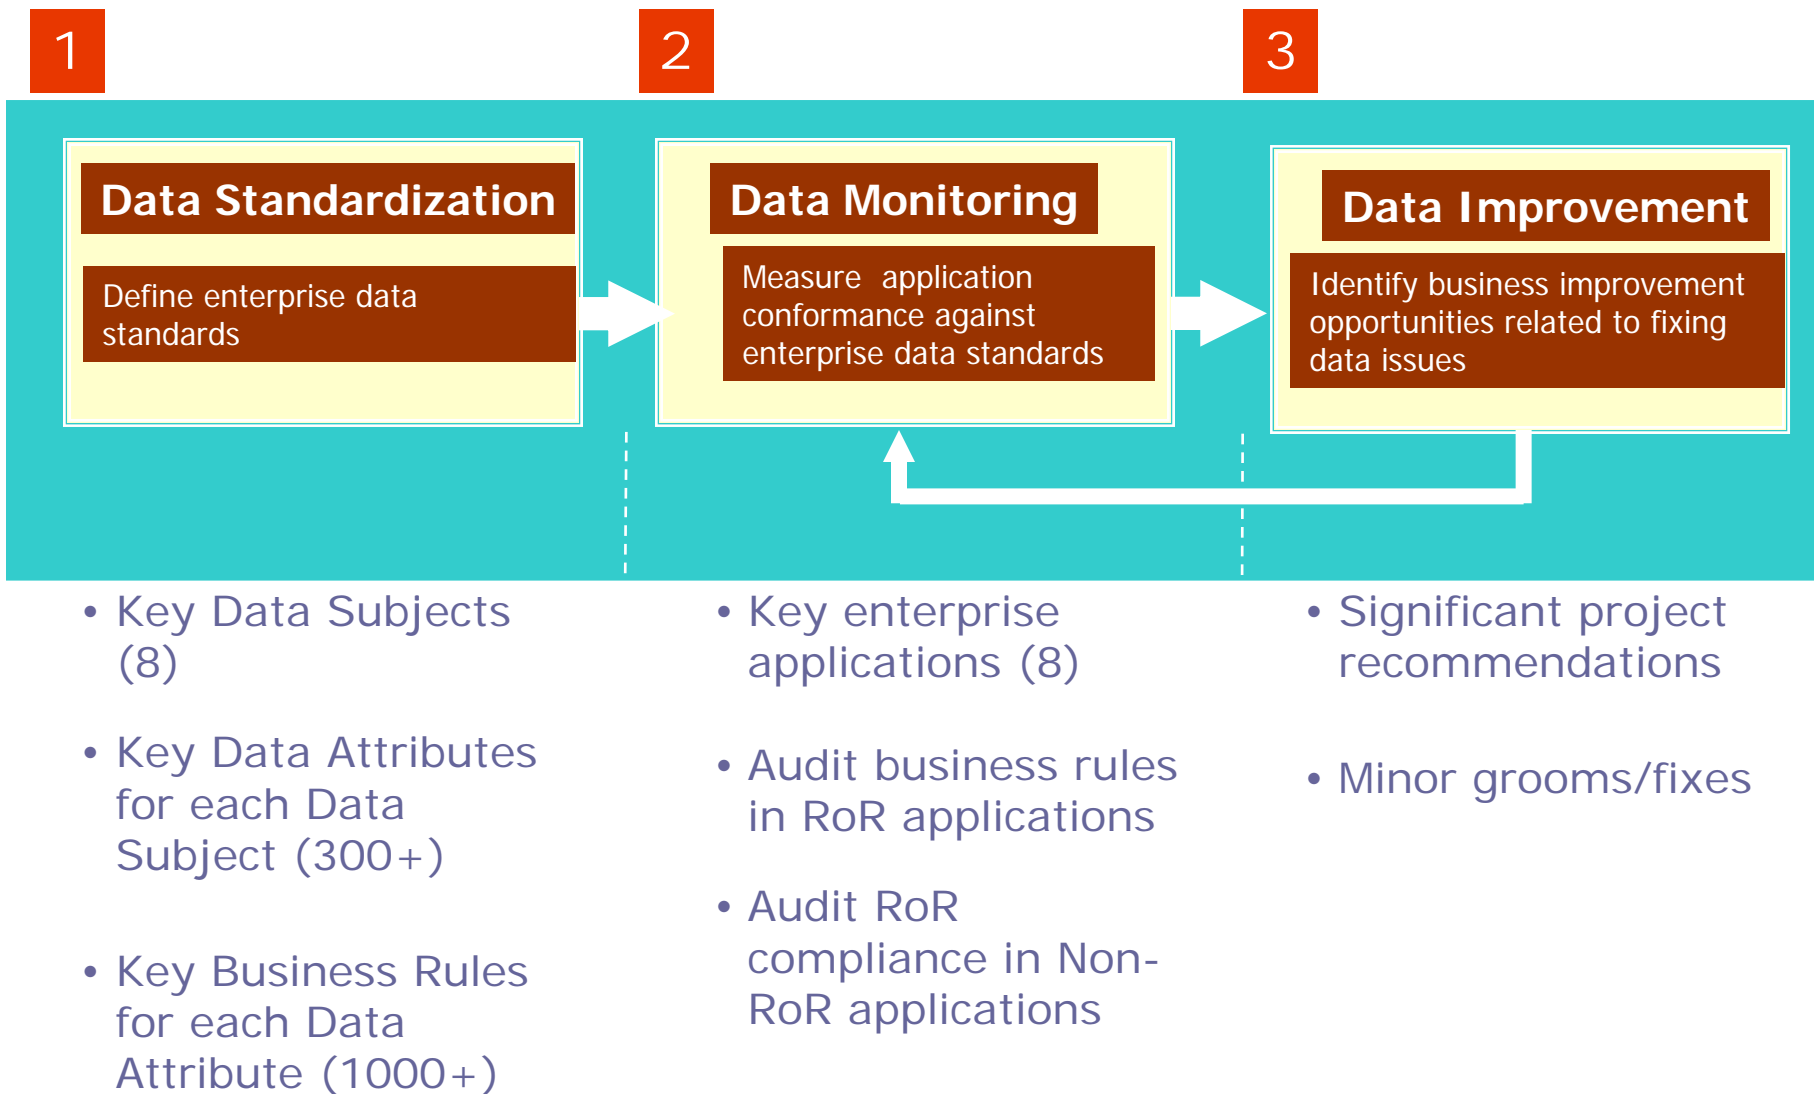 1
2
3
Data Standardization
Define enterprise data
standards
Data Monitoring
Measure application
conformance against
enterprise data standards
Data Improvement
Identify business improvement
opportunities related to fixing
data issues
• Key Data Subjects
(8)
• Key Data Attributes
for each Data
Subject (300+)
• Key Business Rules
for each Data
Attribute (1000+)
• Key enterprise
applications (8)
• Audit business rules
in RoR applications
• Audit RoR
compliance in Non-
RoR applications
• Significant project
recommendations
• Minor grooms/fixes